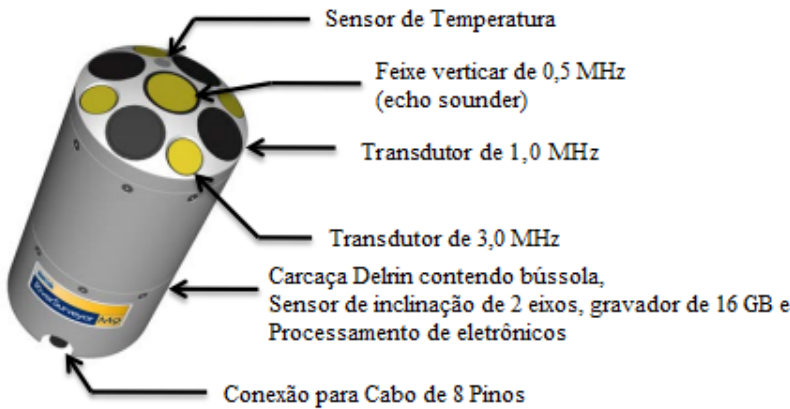 Sensor de Temperatura
Feixe verticar de 0,5 MHz
(echo sounder)
Transdutor de 1,0 MHz
Transdutor de 3,0 MHz
Carcaça Delrin contendo bússola,
Sensor de inclinação de 2 eixos, gravador de 16 GB e
Processamento de eletrônicos
RiverSurveyor M9
Conexão para Cabo de 8 Pinos